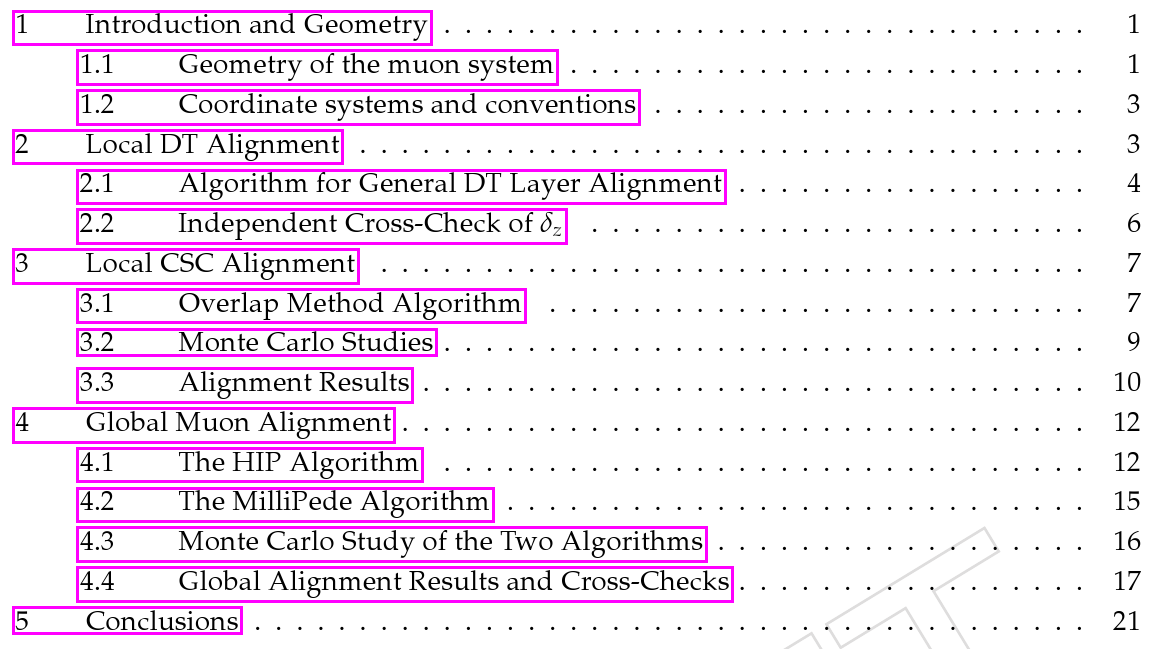 1 Introduction and Geometry . . . . . . . . . . . . . . . . . . . . . . . . . . . . . . . 1
1.1 Geometry of the muon system . . . . . . . . . . . . . . . . . . . . . . . . . 1
1.2 Coordinate systems and conventions . . . . . . . . . . . . . . . . . . . . . 3
2 Local DT Alignment . . . . . . . . . . . . . . . . . . . . . . . . . . . . . . . . . . . 3
2.1 Algorithm for General DT Layer Alignment . . . . . . . . . . . . . . . . . 4
2.2 Independent Cross-Check of δ_z . . . . . . . . . . . . . . . . . . . . . . . . 6
3 Local CSC Alignment . . . . . . . . . . . . . . . . . . . . . . . . . . . . . . . . . . 7
3.1 Overlap Method Algorithm . . . . . . . . . . . . . . . . . . . . . . . . . . 7
3.2 Monte Carlo Studies . . . . . . . . . . . . . . . . . . . . . . . . . . . . . . . 9
3.3 Alignment Results . . . . . . . . . . . . . . . . . . . . . . . . . . . . . . . . 10
4 Global Muon Alignment . . . . . . . . . . . . . . . . . . . . . . . . . . . . . . . . . 12
4.1 The HIP Algorithm . . . . . . . . . . . . . . . . . . . . . . . . . . . . . . . 12
4.2 The MilliPede Algorithm . . . . . . . . . . . . . . . . . . . . . . . . . . . . 15
4.3 Monte Carlo Study of the Two Algorithms . . . . . . . . . . . . . . . . . . 16
4.4 Global Alignment Results and Cross-Checks . . . . . . . . . . . . . . . . . 17
5 Conclusions . . . . . . . . . . . . . . . . . . . . . . . . . . . . . . . . . . . . . . . . 21